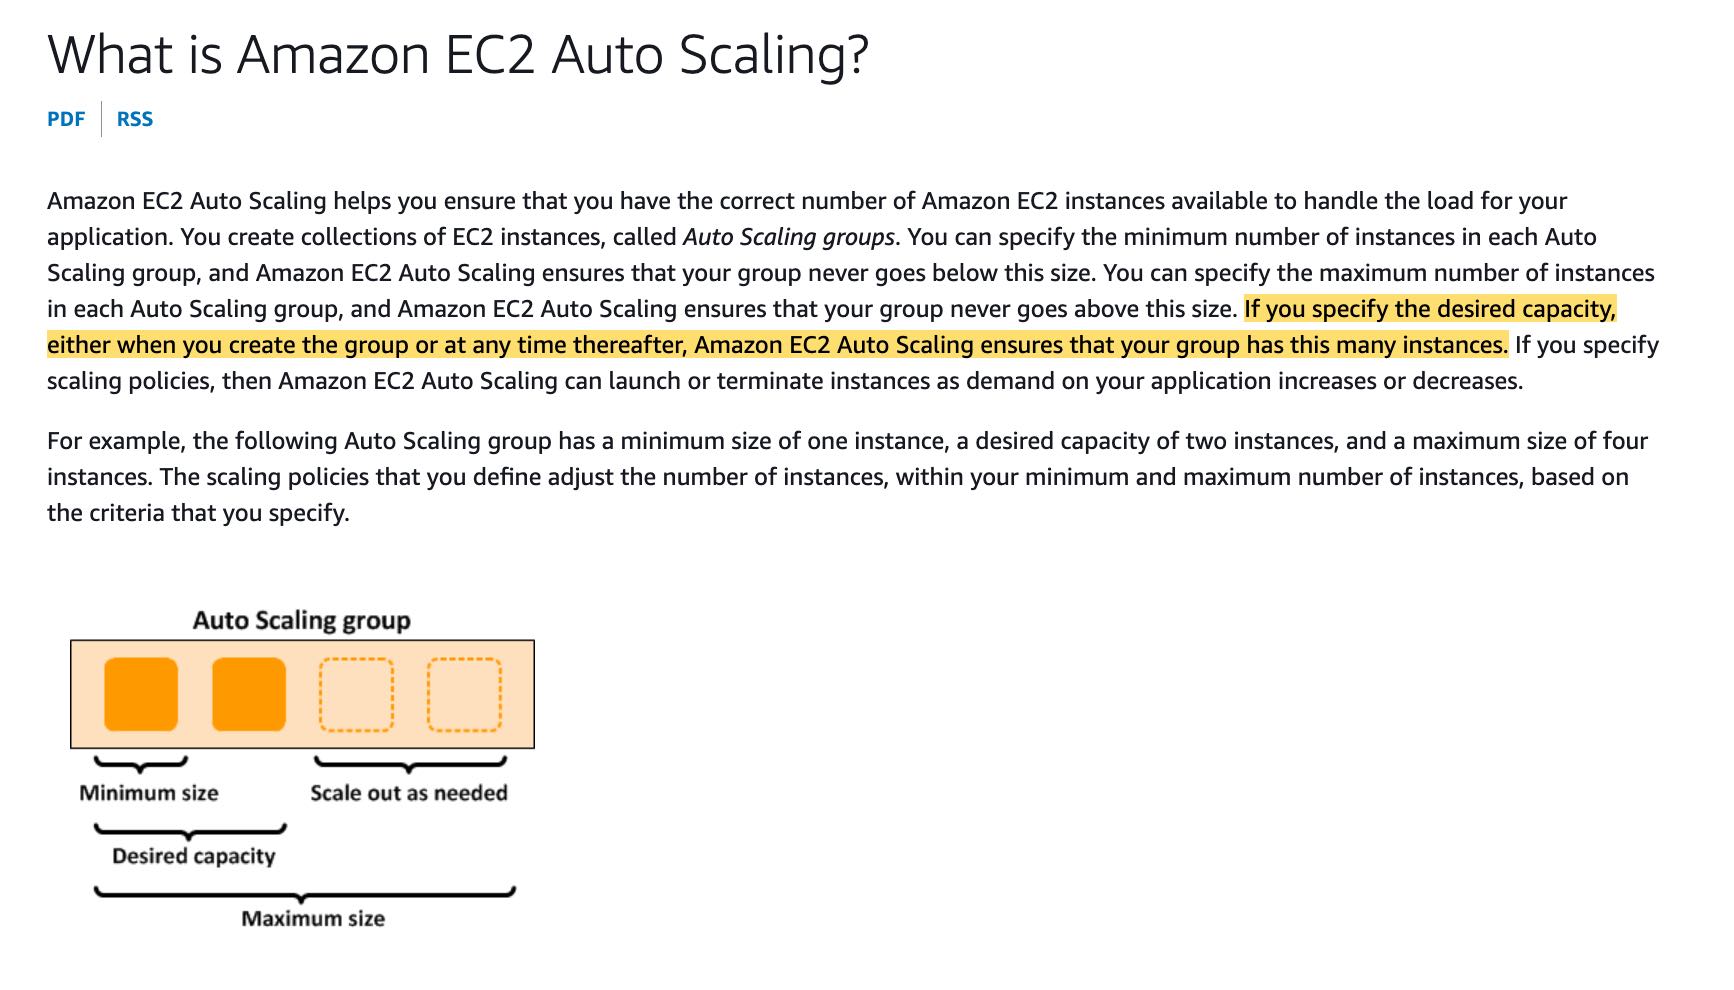 What is Amazon EC2 Auto Scaling?
PDF | RSS
Amazon EC2 Auto Scaling helps you ensure that you have the correct number of Amazon EC2 instances available to handle the load for your
application. You create collections of EC2 instances, called Auto Scaling groups. You can specify the minimum number of instances in each Auto
Scaling group, and Amazon EC2 Auto Scaling ensures that your group never goes below this size. You can specify the maximum number of instances
in each Auto Scaling group, and Amazon EC2 Auto Scaling ensures that your group never goes above this size. If you specify the desired capacity,
either when you create the group or at any time thereafter, Amazon EC2 Auto Scaling ensures that your group has this many instances. If you specify
scaling policies, then Amazon EC2 Auto Scaling can launch or terminate instances as demand on your application increases or decreases.
For example, the following Auto Scaling group has a minimum size of one instance, a desired capacity of two instances, and a maximum size of four
instances. The scaling policies that you define adjust the number of instances, within your minimum and maximum number of instances, based on
the criteria that you specify.
Auto Scaling group
Minimum size
Scale out as needed
Desired capacity
Maximum size